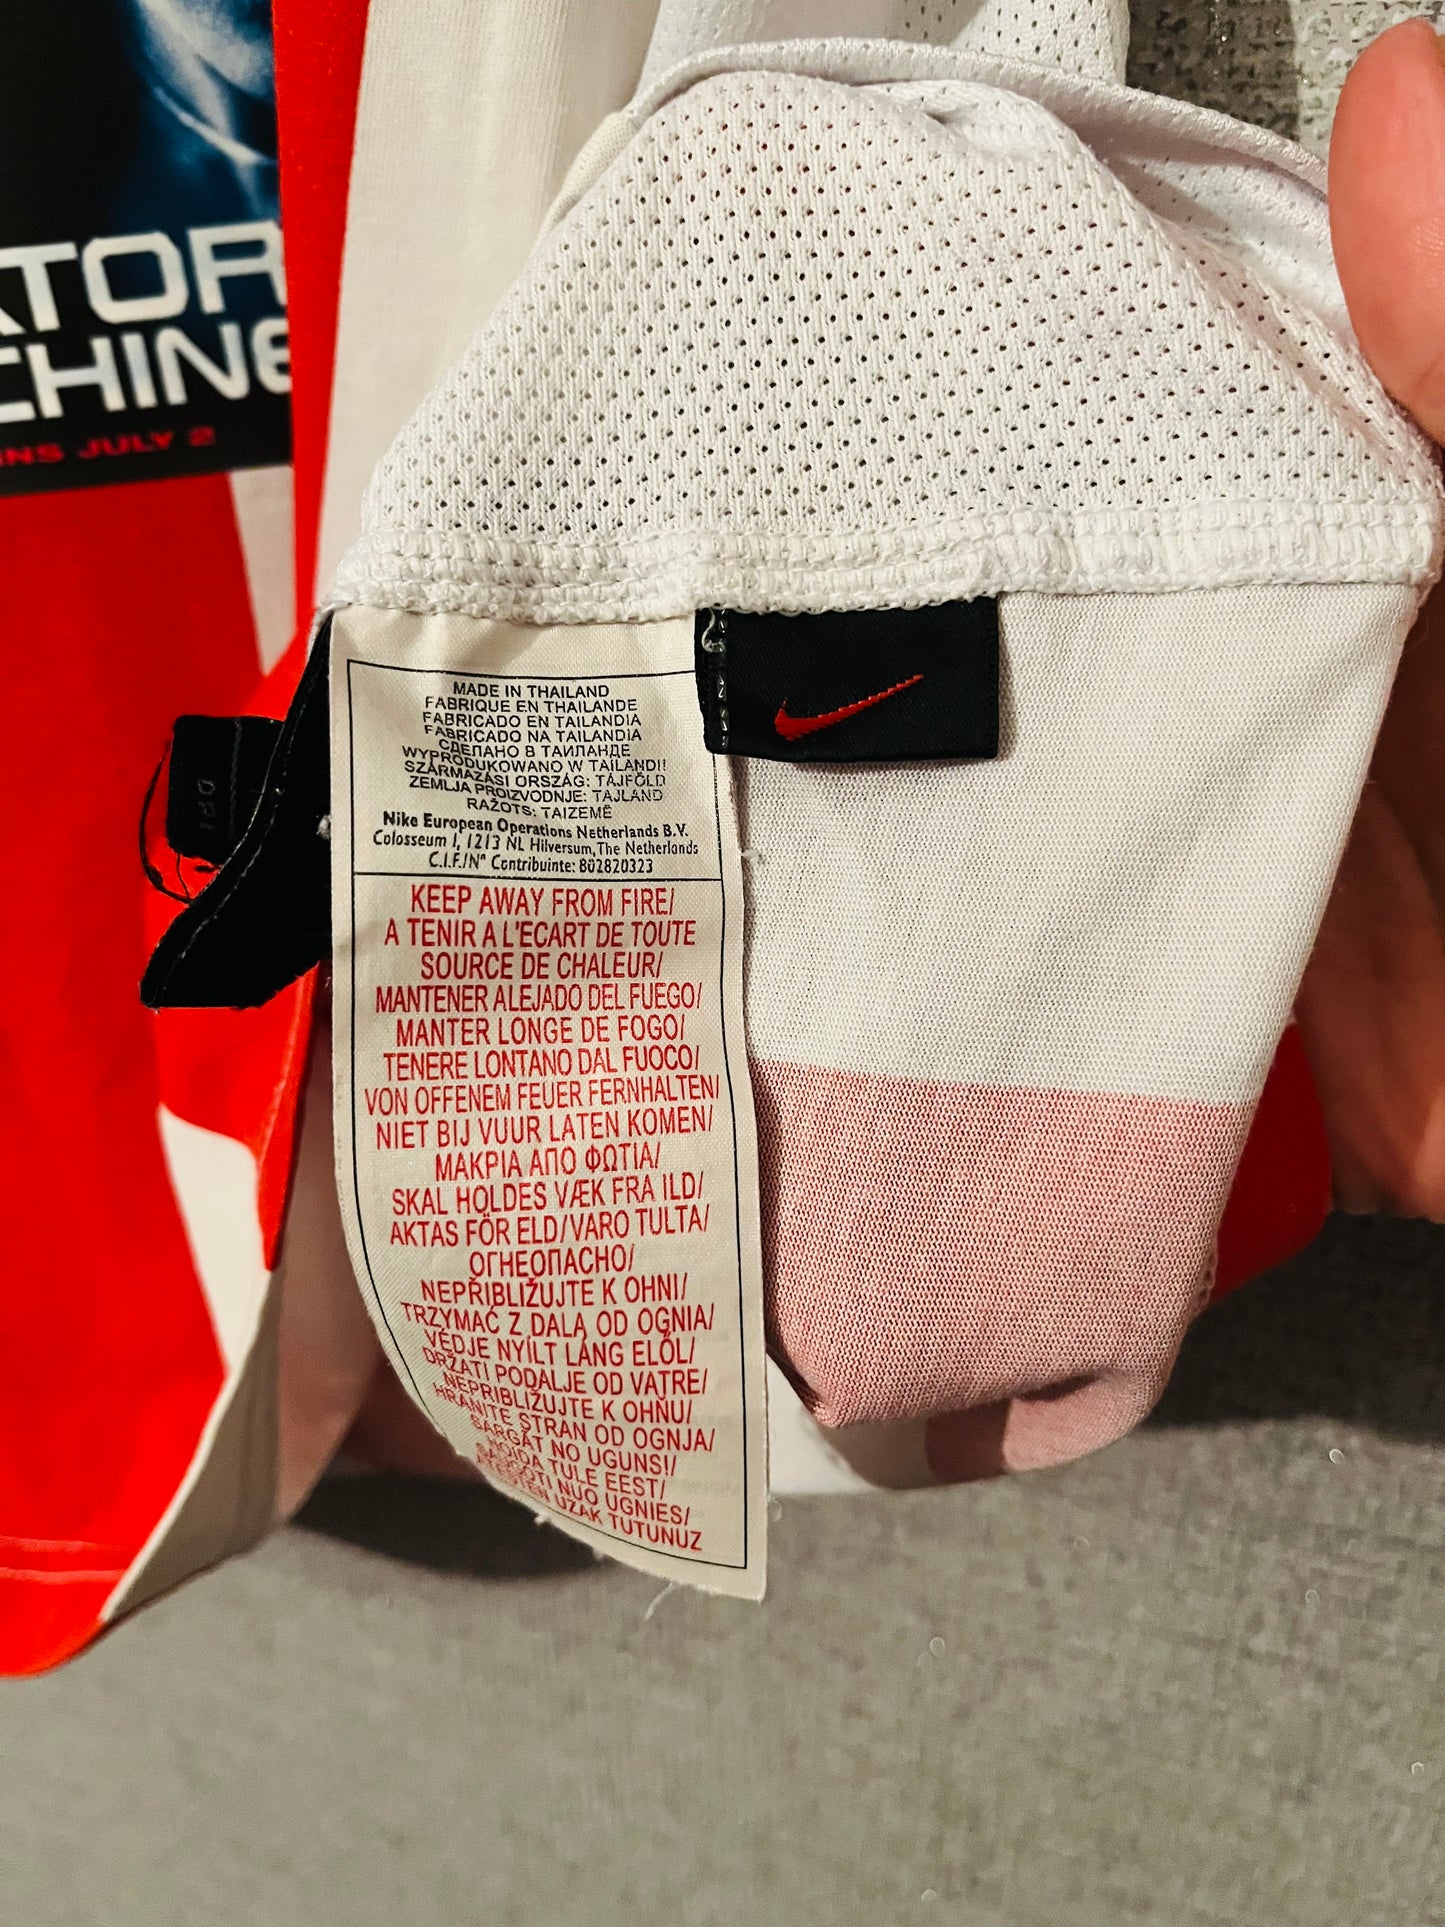 TOR
CHINE
NS JULY 2
DRI
MADE IN THAILAND
FABRIQUE EN THAILANDE
FABRICADO EN TAILANDIA
FABRICADO NA TAILANDIA
СДЕЛАНО В ТАИЛАНДЕ
WYPRODUKOWANO W TAILANDII
SZÁRMAZÁSI ORSZÁG: TÁJFÖLD
ZEMLJA PROIZVODNJE: TAJLAND
RAŽOTS: TAIZEMĒ
Nike European Operations Netherlands B.V.
Colosseum 1, 1213 NL Hilversum, The Netherlands
C.I.F./Nº Contribuinte: 802820323
KEEP AWAY FROM FIRE/
A TENIR A L'ECART DE TOUTE
SOURCE DE CHALEUR/
MANTENER ALEJADO DEL FUEGO/
MANTER LONGE DE FOGO/
TENERE LONTANO DAL FUOCO/
VON OFFENEM FEUER FERNHALTEN/
NIET BIJ VUUR LATEN KOMEN/
ΜΑΚΡΙΑ ΑΠΟ ΦΩΤΙΑ/
SKAL HOLDES VÆK FRA ILD/
AKTAS FÖR ELD/VARO TULTA/
ОГНЕОПАСНО/
NEPŘIBLIŽUJTE K OHNI/
TRZYMAĆ Z DALA OD OGNIA/
VÉDJE NYÍLT LÁNG ELŐL/
DRŽATI PODALJE OD VATRE/
NEPRIBLIŽUJTE K OHŇU/
HRANITE STRAN OD OGNJA/
SARGĀT NO UGUNS!/
HOIDA TULE EEST/
SAUGOTI NUO UGNIES/
UZAK TUTUNUZ